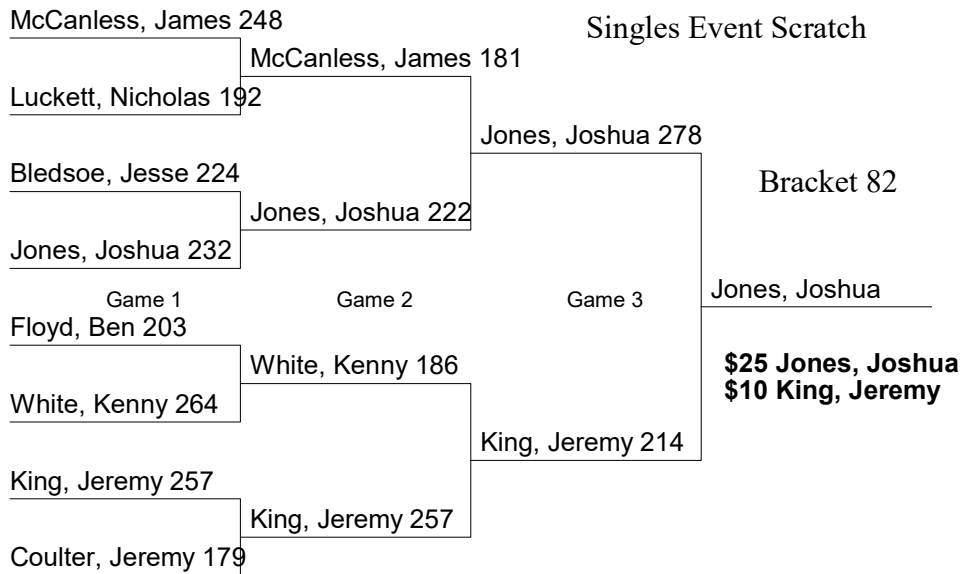 McCanless, James 248
Singles Event Scratch
McCanless, James 181
Luckett, Nicholas 192
Jones, Joshua 278
Bledsoe, Jesse 224
Bracket 82
Jones, Joshua 222
Jones, Joshua 232
Game 1
Game 2
Game 3
Jones, Joshua
Floyd, Ben 203
White, Kenny 186
$25 Jones, Joshua
$10 King, Jeremy
White, Kenny 264
King, Jeremy 214
King, Jeremy 257
King, Jeremy 257
Coulter, Jeremy 179